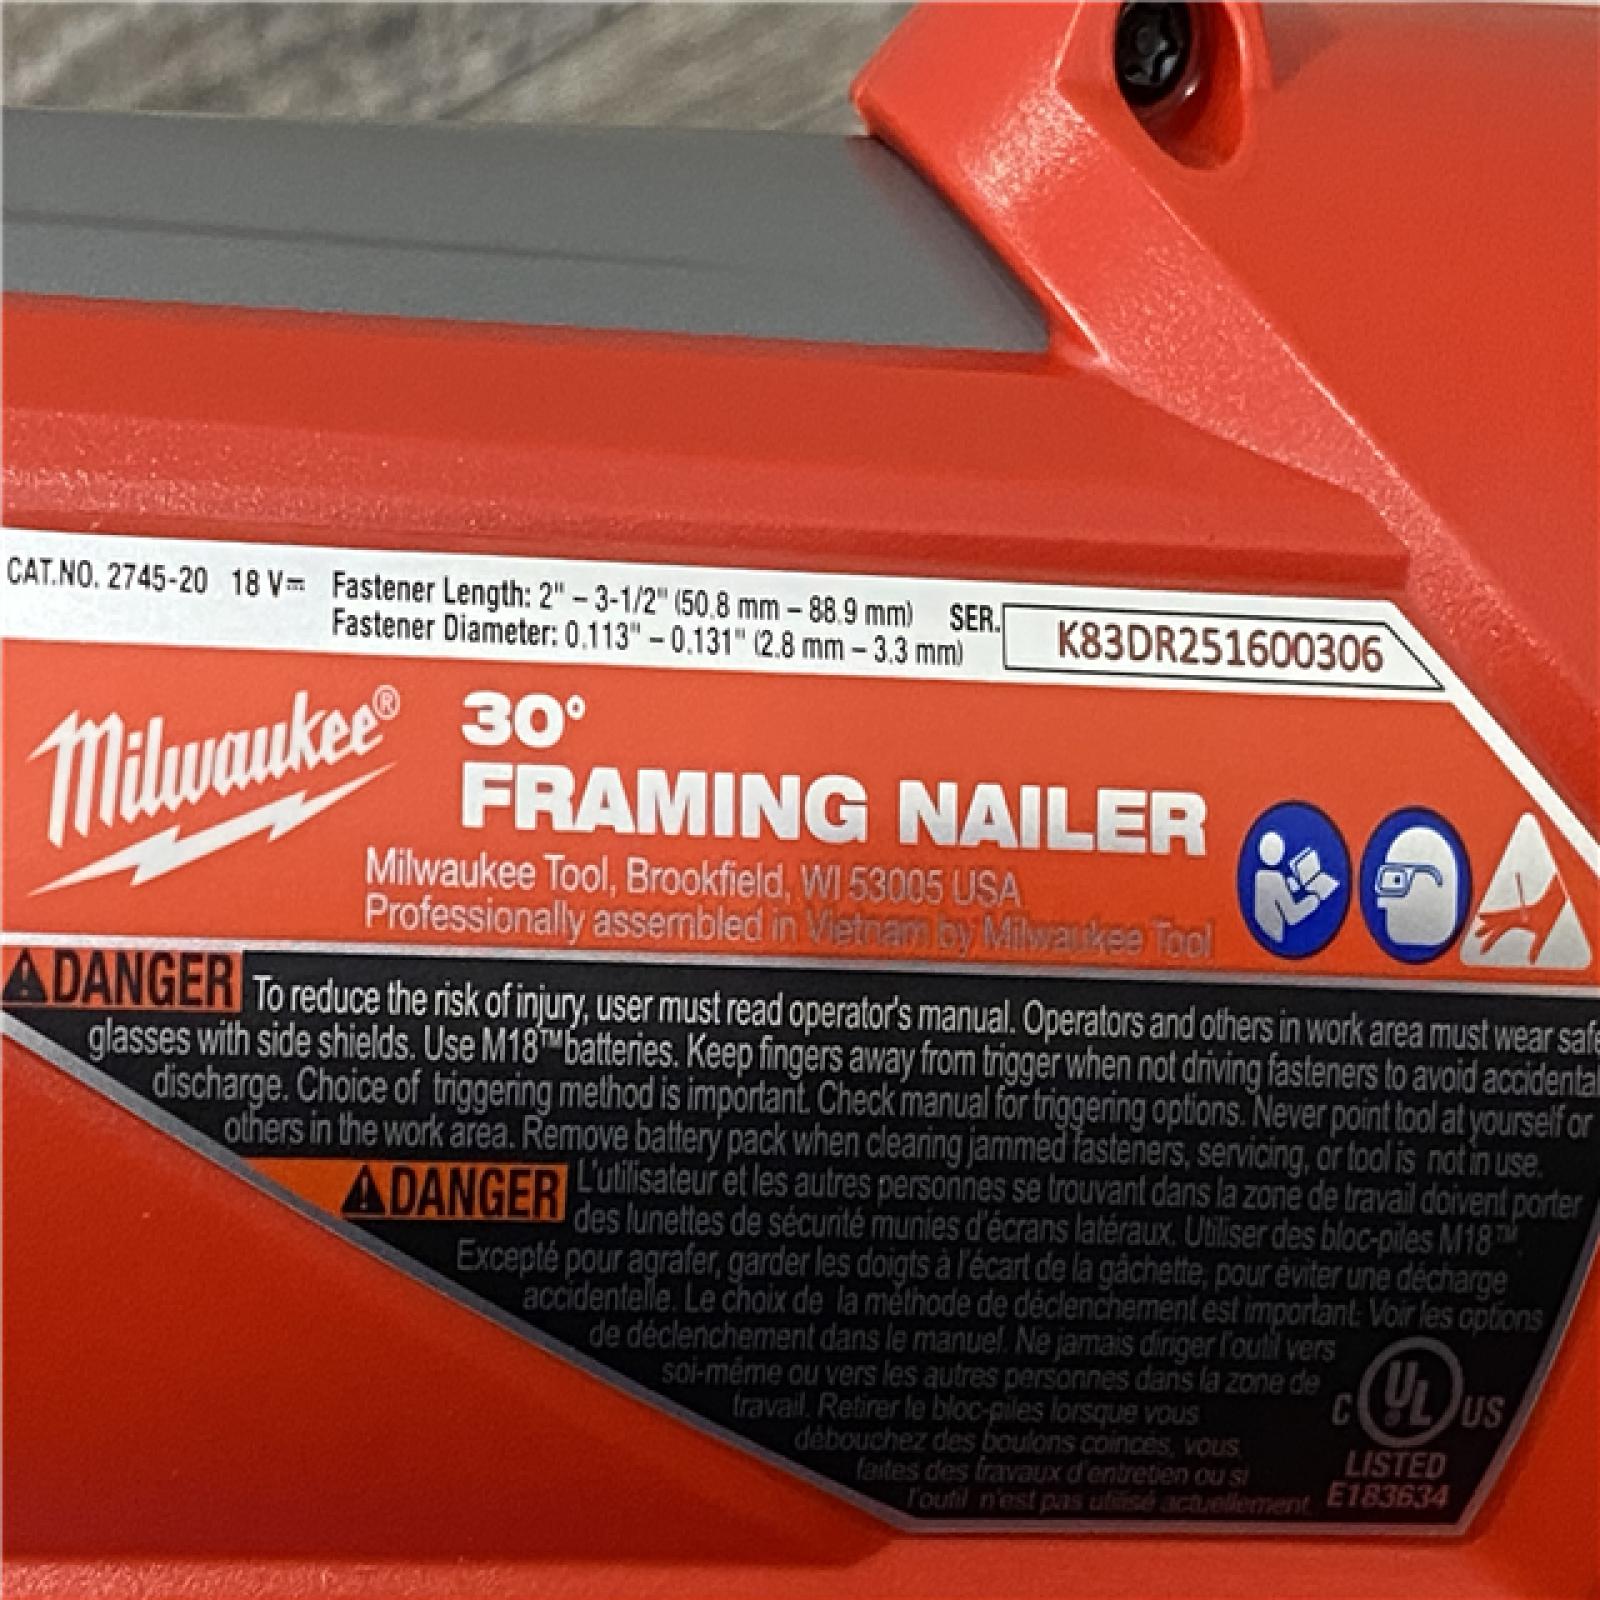 CAT.NO. 2745-20 18 V⎓ Fastener Length: 2" – 3-1/2" (50.8 mm – 88.9 mm) SER. K83DR251600306
Fastener Diameter: 0.113" – 0.131" (2.8 mm – 3.3 mm)
Milwaukee®
30°
FRAMING NAILER
Milwaukee Tool, Brookfield, WI 53005 USA
Professionally assembled in Vietnam by Milwaukee Tool
DANGER To reduce the risk of injury, user must read operator's manual. Operators and others in work area must wear safe
glasses with side shields. Use M18™ batteries. Keep fingers away from trigger when not driving fasteners to avoid accidental
discharge. Choice of triggering method is important. Check manual for triggering options. Never point tool at yourself or
others in the work area. Remove battery pack when clearing jammed fasteners, servicing, or tool is not in use.
DANGER L'utilisateur et les autres personnes se trouvant dans la zone de travail doivent porter
des lunettes de sécurité munies d'écrans latéraux. Utiliser des bloc-piles M18™.
Excepté pour agrafer, garder les doigts à l'écart de la gâchette, pour éviter une décharge
accidentelle. Le choix de la méthode de déclenchement est important: Voir les options
de déclenchement dans le manuel. Ne jamais diriger l'outil vers
soi-même ou vers les autres personnes dans la zone de
travail. Retirer le bloc-piles lorsque vous
débouchez des boulons coincés, vous
faites des travaux d'entretien ou si
l'outil n'est pas utilisé actuellement.
C UL US
LISTED
E183634